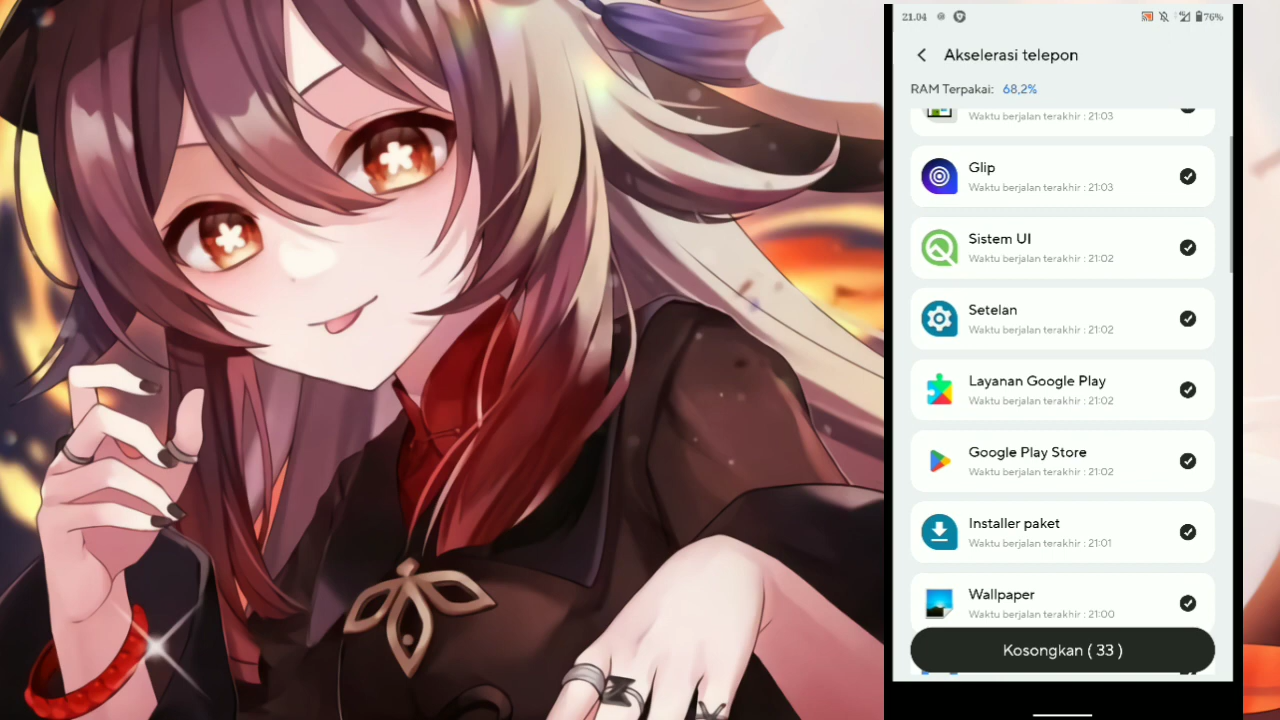 21.04
76%
Akselerasi telepon
RAM Terpakai: 68,2%
Waktu berjalan terakhir : 21:03
Glip
Waktu berjalan terakhir : 21:03
Sistem UI
Waktu berjalan terakhir : 21:02
Setelan
Waktu berjalan terakhir : 21:02
Layanan Google Play
Waktu berjalan terakhir : 21:02
Google Play Store
Waktu berjalan terakhir : 21:02
Installer paket
Waktu berjalan terakhir : 21:01
Wallpaper
Waktu berjalan terakhir : 21:00
Kosongkan ( 33 )